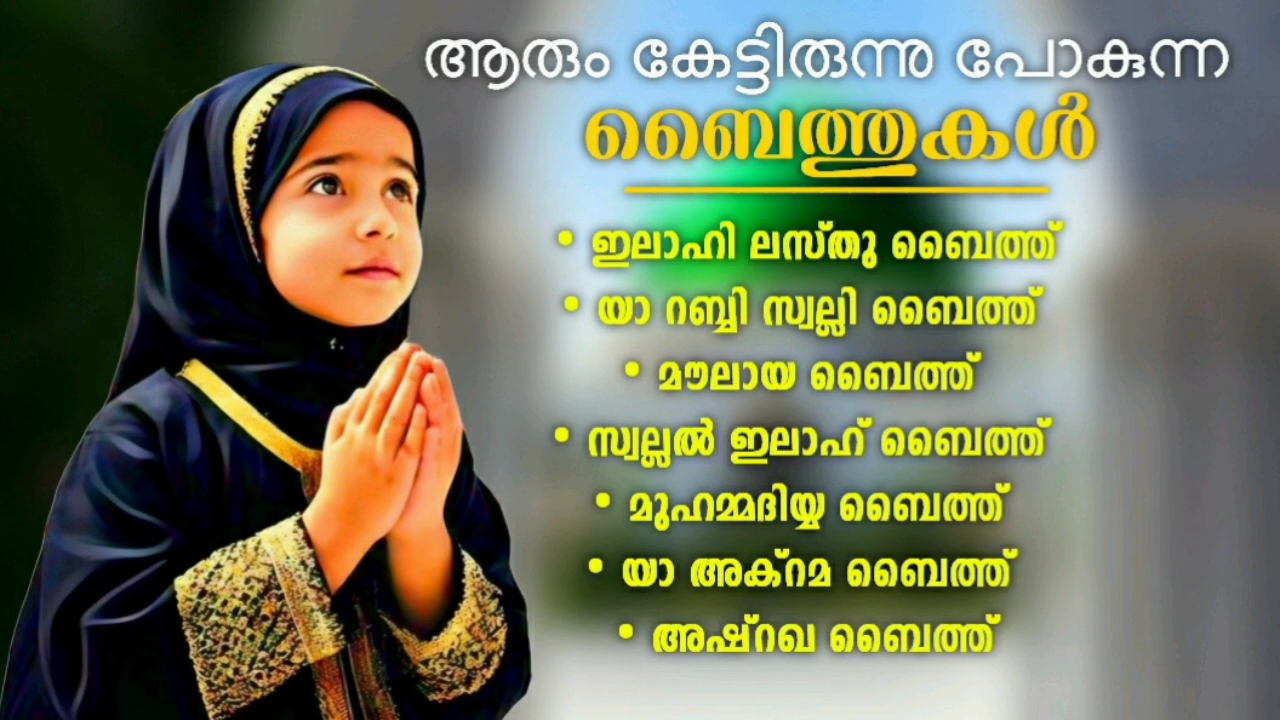 ആരും കേട്ടിരുന്നു പോകുന്ന
ബൈത്തുകൾ
• ഇലാഹി ലസ്തു ബൈത്ത്
• യാ റബ്ബി സ്വല്ലി ബൈത്ത്
• മൗലായ ബൈത്ത്
• സ്വല്ലൽ ഇലാഹ് ബൈത്ത്
• മുഹമ്മദിയ്യ ബൈത്ത്
• യാ അക്റമ ബൈത്ത്
• അഷ്റഖ ബൈത്ത്